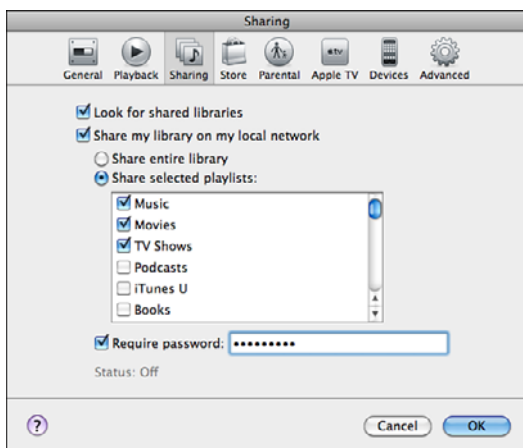 Sharing
General Playback Sharing Store Parental Apple TV Devices Advanced
Look for shared libraries
Share my library on my local network
Share entire library
Share selected playlists:
Music
Movies
TV Shows
Podcasts
iTunes U
Books
Require password: •••••••••
Status: Off
? Cancel OK